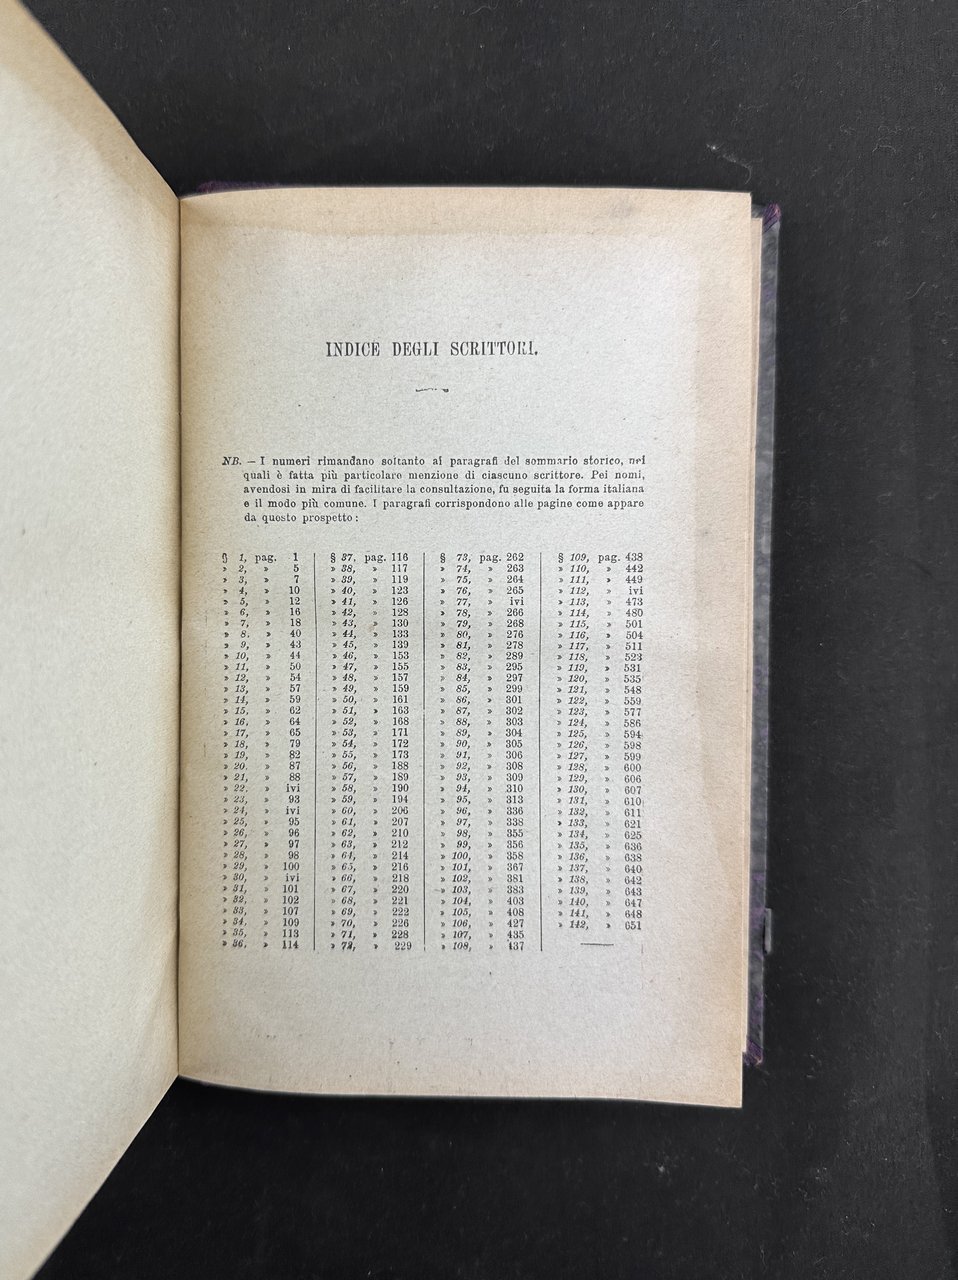 INDICE DEGLI SCRITTORI.
NB. — I numeri rimandano soltanto ai paragrafi del sommario storico, nei
quali è fatta più particolare menzione di ciascuno scrittore. Pei nomi,
avendosi in mira di facilitare la consultazione, fu seguita la forma italiana
e il modo più comune. I paragrafi corrispondono alle pagine come appare
da questo prospetto:
§ 1, pag. 1
» 2, » 5
» 3, » 7
» 4, » 10
» 5, » 12
» 6, » 16
» 7, » 18
» 8. » 40
» 9, » 43
» 10, » 44
» 11, » 50
» 12, » 54
» 13, » 57
» 14, » 59
» 15, » 62
» 16, » 64
» 17, » 65
» 18, » 79
» 19, » 82
» 20. » 87
» 21, » 88
» 22, » ivi
» 23, » 93
» 24, » ivi
» 25, » 95
» 26, » 96
» 27, » 97
» 28, » 98
» 29, » 100
» 30, » ivi
» 31, » 101
» 32, » 102
» 33, » 107
» 34, » 109
» 35, » 113
» 36, » 114
§ 37, pag. 116
» 38, » 117
» 39, » 119
» 40, » 123
» 41, » 126
» 42, » 128
» 43, » 130
» 44, » 133
» 45, » 139
» 46, » 153
» 47, » 155
» 48, » 157
» 49, » 159
» 50, » 161
» 51, » 163
» 52, » 168
» 53, » 171
» 54, » 172
» 55, » 173
» 56, » 188
» 57, » 189
» 58, » 190
» 59, » 194
» 60, » 206
» 61, » 207
» 62, » 210
» 63, » 212
» 64, » 214
» 65, » 216
» 66, » 218
» 67, » 220
» 68, » 221
» 69, » 222
» 70, » 226
» 71, » 228
» 72, » 229
§ 73, pag. 262
» 74, » 263
» 75, » 264
» 76, » 265
» 77, » ivi
» 78, » 266
» 79, » 268
» 80, » 276
» 81, » 278
» 82, » 289
» 83, » 295
» 84, » 297
» 85, » 299
» 86, » 301
» 87, » 302
» 88, » 303
» 89, » 304
» 90, » 305
» 91, » 306
» 92, » 308
» 93, » 309
» 94, » 310
» 95, » 313
» 96, » 336
» 97, » 338
» 98, » 355
» 99, » 356
» 100, » 358
» 101, » 367
» 102, » 381
» 103, » 383
» 104, » 403
» 105, » 408
» 106, » 427
» 107, » 435
» 108, » 437
§ 109, pag. 438
» 110, » 442
» 111, » 449
» 112, » ivi
» 113, » 473
» 114, » 480
» 115, » 501
» 116, » 504
» 117, » 511
» 118, » 523
» 119, » 531
» 120, » 535
» 121, » 548
» 122, » 559
» 123, » 577
» 124, » 586
» 125, » 594
» 126, » 598
» 127, » 599
» 128, » 600
» 129, » 606
» 130, » 607
» 131, » 610
» 132, » 611
» 133, » 621
» 134, » 625
» 135, » 636
» 136, » 638
» 137, » 640
» 138, » 642
» 139, » 643
» 140, » 647
» 141, » 648
» 142, » 651